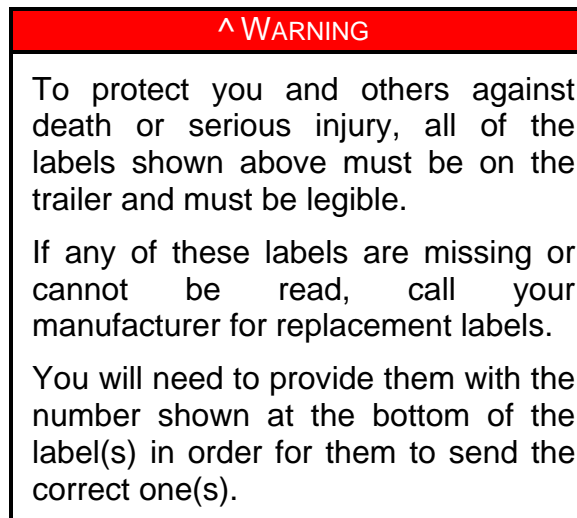 ^ WARNING
To protect you and others against
death or serious injury, all of the
labels shown above must be on the
trailer and must be legible.
If any of these labels are missing or
cannot be read, call your
manufacturer for replacement labels.
You will need to provide them with the
number shown at the bottom of the
label(s) in order for them to send the
correct one(s).